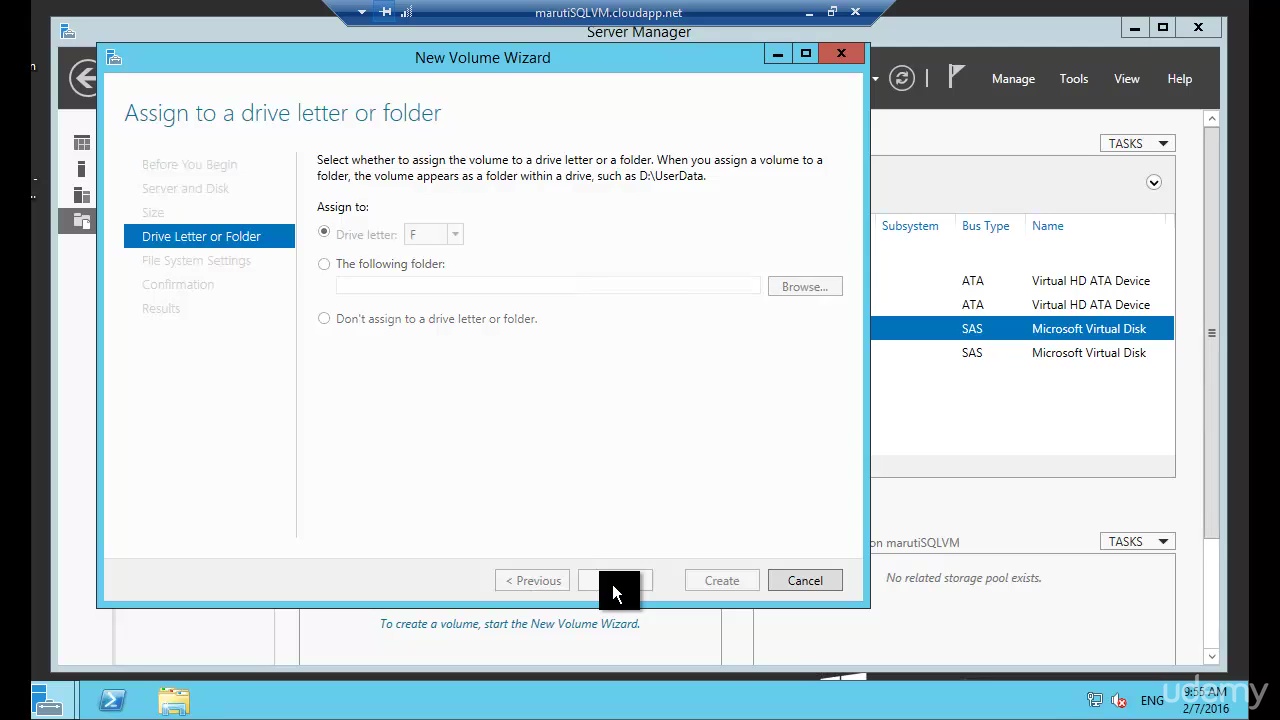 marutiSQLVM.cloudapp.net
Server Manager
New Volume Wizard
Manage Tools View Help
Assign to a drive letter or folder
TASKS
Before You Begin
Server and Disk
Size
Drive Letter or Folder
File System Settings
Confirmation
Results
Select whether to assign the volume to a drive letter or a folder. When you assign a volume to a
folder, the volume appears as a folder within a drive, such as D:\UserData.
Assign to:
Drive letter: F
The following folder:
Browse...
Don't assign to a drive letter or folder.
Subsystem Bus Type Name
ATA Virtual HD ATA Device
ATA Virtual HD ATA Device
SAS Microsoft Virtual Disk
SAS Microsoft Virtual Disk
on marutiSQLVM
TASKS
No related storage pool exists.
< Previous
Create
Cancel
To create a volume, start the New Volume Wizard.
ENG
9:55 AM
2/7/2016
udemy